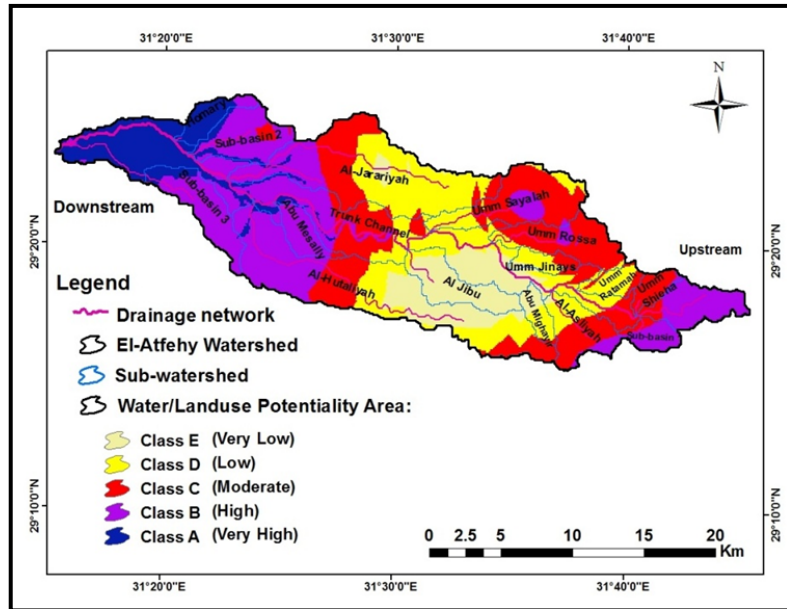 31°20'0"E 31°30'0"E 31°40'0"E
N
Homary
Sub-basin 2
Al-Jarariyah
Sub-basin 3
Umm Sayalah
Downstream
Abu Mesally
Trunk Channel
Umm Rossa
29°20'0"N
29°20'0"N
Upstream
Umm Jinays
Umm Ratamah
Umm Shieha
Al-Hutaliyah
Al Jibu
Abu Mighayr
Al-Asliyah
Sub-basin
Legend
Drainage network
El-Atfehy Watershed
Sub-watershed
Water/Landuse Potentiality Area:
Class E (Very Low)
Class D (Low)
Class C (Moderate)
Class B (High)
Class A (Very High)
29°10'0"N
29°10'0"N
0 2.5 5 10 15 20
Km
31°20'0"E 31°30'0"E 31°40'0"E